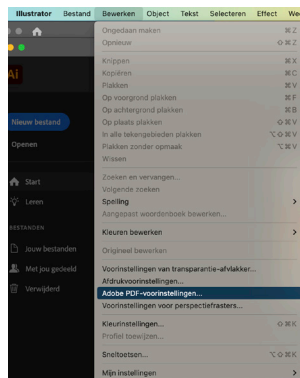 Illustrator Bestand Bewerken Object Tekst Selecteren Effect
Ai
Nieuw bestand
Openen
Start
Leren
BESTANDEN
Jouw bestanden
Met jou gedeeld
Verwijderd
Ongedaan maken ⌘Z
Opnieuw ⇧⌘Z
Knippen ⌘X
Kopiëren ⌘C
Plakken ⌘V
Op voorgrond plakken ⌘F
Op achtergrond plakken ⌘B
Op plaats plakken ⇧⌘V
In alle tekengebieden plakken ⌥⇧⌘V
Plakken zonder opmaak ⌥⌘V
Wissen
Zoeken en vervangen...
Volgende zoeken
Spelling >
Aangepast woordenboek bewerken...
Kleuren bewerken >
Origineel bewerken
Voorinstellingen van transparantie-afvlakker...
Afdrukvoorinstellingen...
Adobe PDF-voorinstellingen...
Voorinstellingen voor perspectiefrasters...
Kleurinstellingen... ⇧⌘K
Profiel toewijzen...
Sneltoetsen... ⌥⇧⌘K
Mijn instellingen >